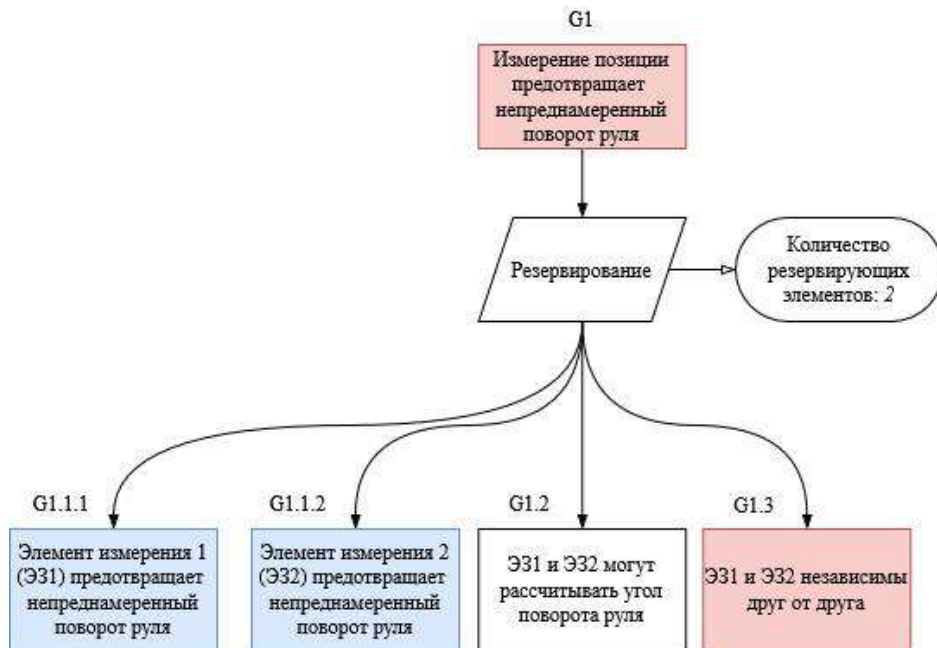 G1
Измерение позиции
предотвращает
непреднамеренный
поворот руля
Резервирование
Количество
резервирующих
элементов: 2
G1.1.1
Элемент измерения 1
(ЭЗ1) предотвращает
непреднамеренный
поворот руля
G1.1.2
Элемент измерения 2
(ЭЗ2) предотвращает
непреднамеренный
поворот руля
G1.2
ЭЗ1 и ЭЗ2 могут
рассчитывать угол
поворота руля
G1.3
ЭЗ1 и ЭЗ2 независимы
друг от друга